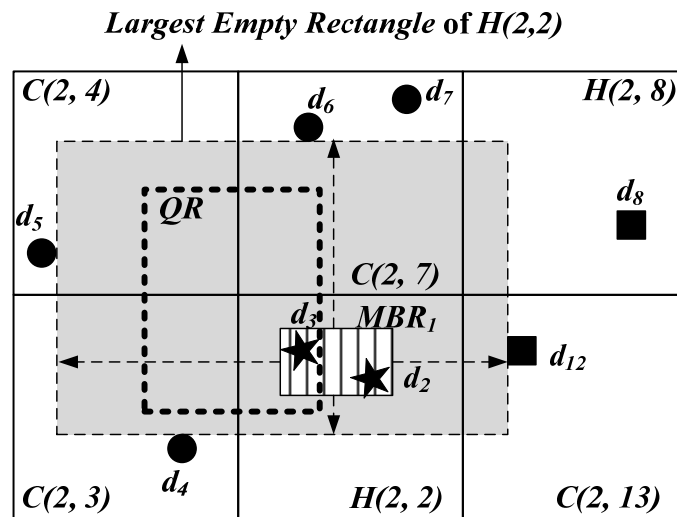 Largest Empty Rectangle of H(2,2)
C(2, 4) d6 d7 H(2, 8)
QR d8
d5
C(2, 7)
d3 MBR1
d2 d12
d4
C(2, 3) H(2, 2) C(2, 13)